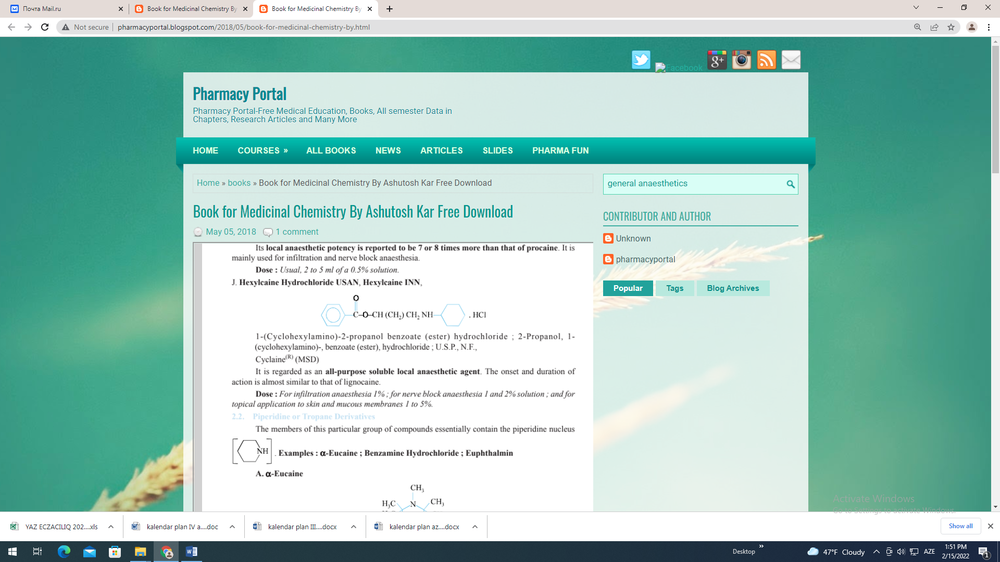 Почта Mail.ru
Book for Medicinal Chemistry By
Book for Medicinal Chemistry By
Not secure
pharmacyportal.blogspot.com/2018/05/book-for-medicinal-chemistry-by.html
Facebook
g+
Pharmacy Portal
Pharmacy Portal-Free Medical Education, Books, All semester Data in
Chapters, Research Articles and Many More
HOME COURSES » ALL BOOKS NEWS ARTICLES SLIDES PHARMA FUN
Home » books » Book for Medicinal Chemistry By Ashutosh Kar Free Download
general anaesthetics
Book for Medicinal Chemistry By Ashutosh Kar Free Download
May 05, 2018 1 comment
Its local anaesthetic potency is reported to be 7 or 8 times more than that of procaine. It is
mainly used for infiltration and nerve block anaesthesia.
Dose : Usual, 2 to 5 ml of a 0.5% solution.
J. Hexylcaine Hydrochloride USAN, Hexylcaine INN,
O
C–O–CH (CH₂) CH₂ NH– . HCl
1-(Cyclohexylamino)-2-propanol benzoate (ester) hydrochloride ; 2-Propanol, 1-
(cyclohexylamino)-, benzoate (ester), hydrochloride ; U.S.P., N.F.,
Cyclaine(R) (MSD)
It is regarded as an all-purpose soluble local anaesthetic agent. The onset and duration of
action is almost similar to that of lignocaine.
Dose : For infiltration anaesthesia 1% ; for nerve block anaesthesia 1 and 2% solution ; and for
topical application to skin and mucous membranes 1 to 5%.
2.2. Piperidine or Tropane Derivatives
The members of this particular group of compounds essentially contain the piperidine nucleus
NH . Examples : α-Eucaine ; Benzamine Hydrochloride ; Euphthalmin
A. α-Eucaine
CH₃
H₃C N CH₃
CONTRIBUTOR AND AUTHOR
Unknown
pharmacyportal
Popular Tags Blog Archives
Activate Windows
Go to Settings to activate Windows.
YAZ ECZACILIQ 202....xls
kalendar plan IV a....doc
kalendar plan III....docx
kalendar plan az....docx
Show all
Desktop
»
47°F Cloudy
AZE
1:51 PM
2/15/2022
1